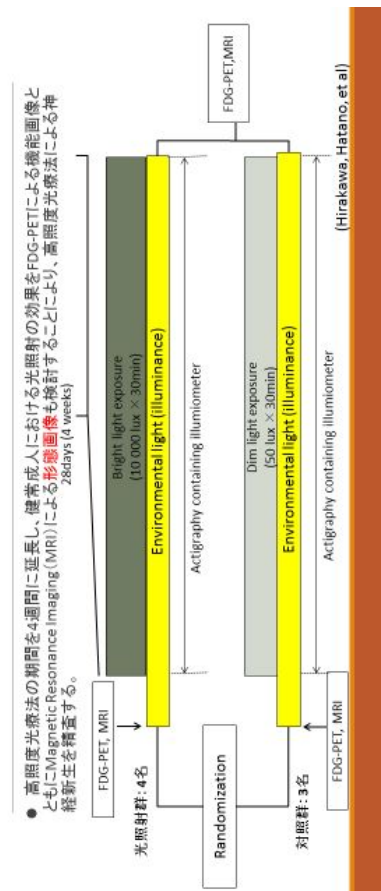 ● 高照度光療法の期間を4週間に延長し、健常成人における光照射の効果をFDG-PETによる機能画像と
ともにMagnetic Resonance Imaging(MRI)による形態画像も検討することにより、高照度光療法による神
経新生を精査する。
28days (4 weeks)
FDG-PET, MRI
Bright light exposure
(10 000 lux × 30min)
Environmental light (illuminance)
光照射群:4名
Actigraphy containing illumiometer
Randomization
FDG-PET,MRI
Dim light exposure
(50 lux × 30min)
Environmental light (illuminance)
対照群:3名
Actigraphy containing illumiometer
FDG-PET, MRI
(Hirakawa, Hatano, et al)